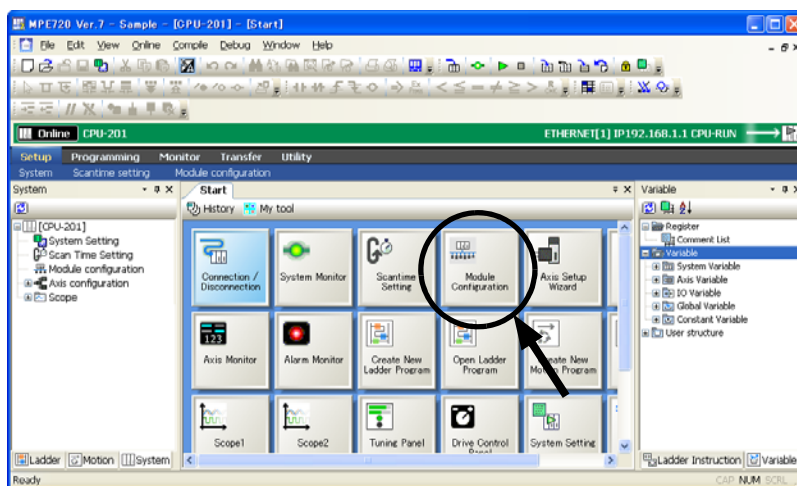 MPE720 Ver.7 - Sample - [CPU-201] - [Start]
File Edit View Online Compile Debug Window Help
Online CPU-201 ETHERNET[1] IP192.168.1.1 CPU-RUN
Setup Programming Monitor Transfer Utility
System Scantime setting Module configuration
System
[CPU-201]
System Setting
Scan Time Setting
Module configuration
Axis configuration
Scope
Ladder Motion System
Start
History My tool
Connection / Disconnection
System Monitor
Scantime Setting
Module Configuration
Axis Setup Wizard
Axis Monitor
Alarm Monitor
Create New Ladder Program
Open Ladder Program
Create New Motion Program
Scope1
Scope2
Tuning Panel
Drive Control Panel
System Setting
Variable
Register
Comment List
Variable
System Variable
Axis Variable
IO Variable
Global Variable
Constant Variable
User structure
Ladder Instruction Variable
Ready CAP NUM SCRL